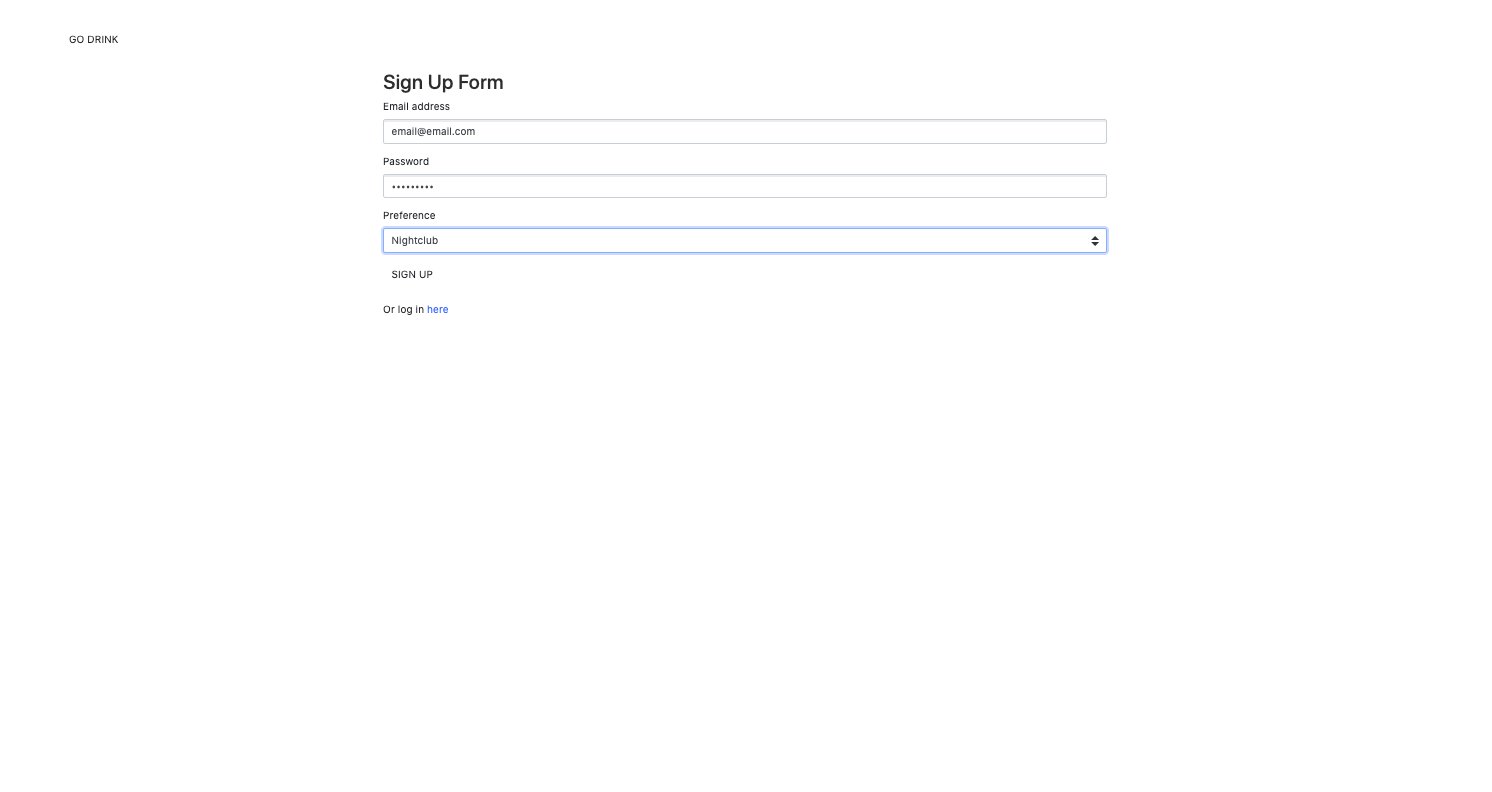 GO DRINK
Sign Up Form
Email address
email@email.com
Password
•••••••••
Preference
Nightclub
SIGN UP
Or log in here